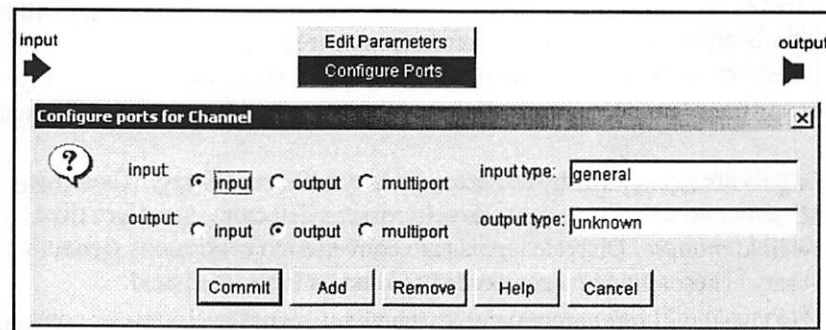 input
output
Edit Parameters
Configure Ports
Configure ports for Channel
input: input output multiport
input type: general
output: input output multiport
output type: unknown
Commit Add Remove Help Cancel